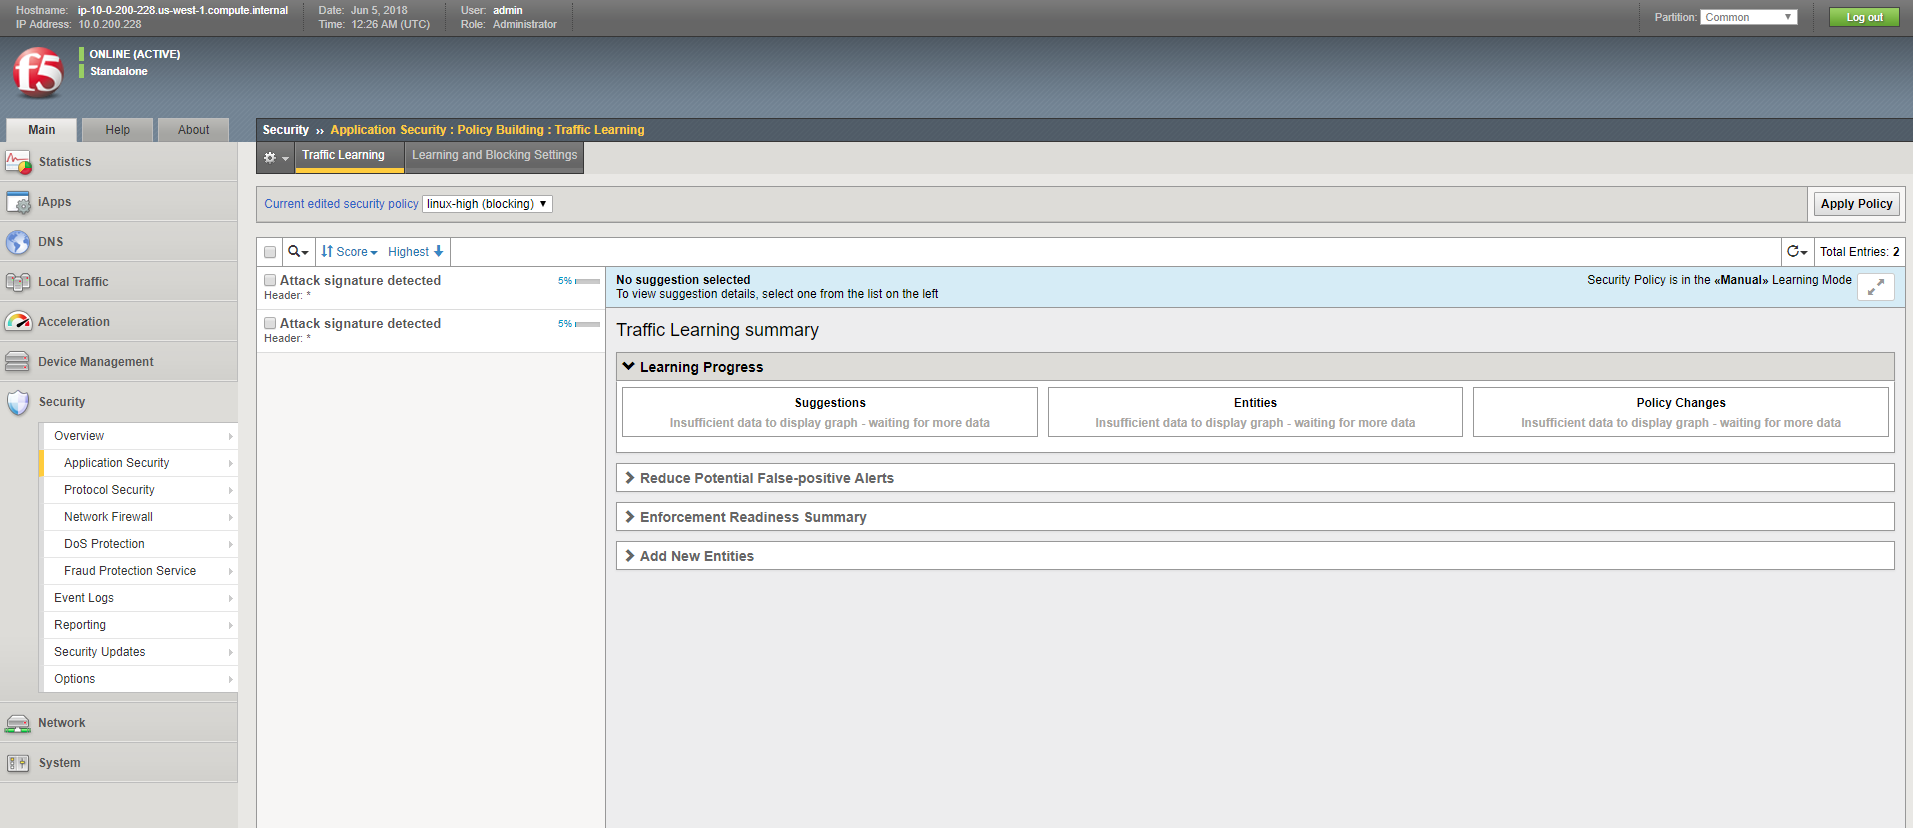 Hostname: ip-10-0-200-228.us-west-1.compute.internal Date: Jun 5, 2018 User: admin
IP Address: 10.0.200.228 Time: 12:26 AM (UTC) Role: Administrator
Partition: Common Log out
f5
ONLINE (ACTIVE)
Standalone
Main Help About
Security ›› Application Security : Policy Building : Traffic Learning
Traffic Learning Learning and Blocking Settings
Statistics
iApps
DNS
Local Traffic
Acceleration
Device Management
Security
Overview
Application Security
Protocol Security
Network Firewall
DoS Protection
Fraud Protection Service
Event Logs
Reporting
Security Updates
Options
Network
System
Current edited security policy linux-high (blocking) Apply Policy
Score Highest Total Entries: 2
Attack signature detected 5%
Header: *
Attack signature detected 5%
Header: *
No suggestion selected
To view suggestion details, select one from the list on the left
Security Policy is in the «Manual» Learning Mode
Traffic Learning summary
Learning Progress
Suggestions
Insufficient data to display graph - waiting for more data
Entities
Insufficient data to display graph - waiting for more data
Policy Changes
Insufficient data to display graph - waiting for more data
Reduce Potential False-positive Alerts
Enforcement Readiness Summary
Add New Entities